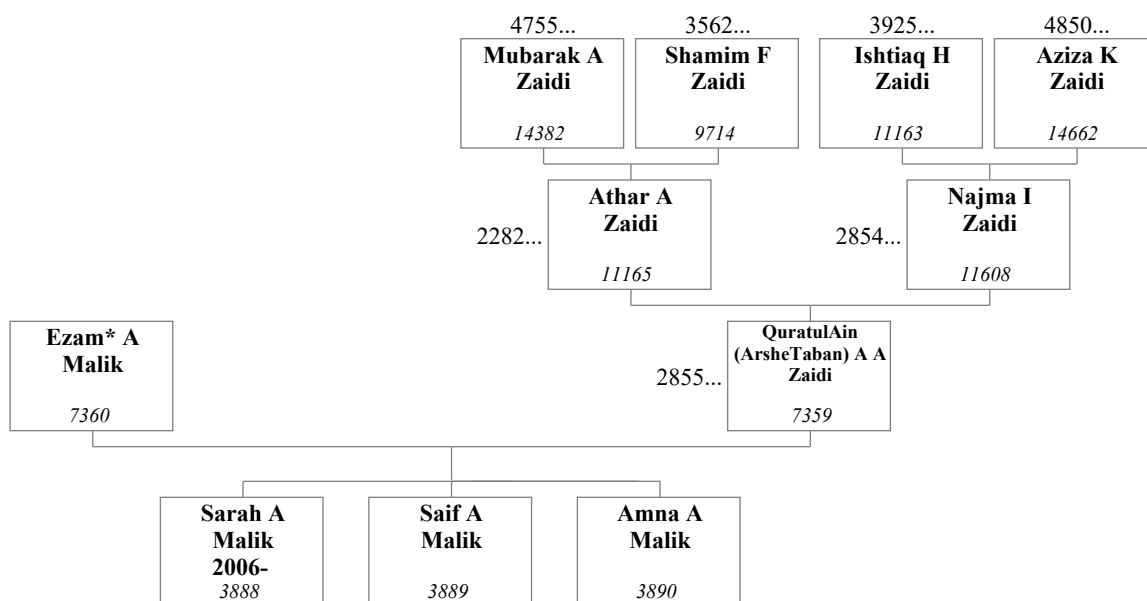 4755...
3562...
3925...
4850...
Mubarak A
Zaidi
14382
Shamim F
Zaidi
9714
Ishtiaq H
Zaidi
11163
Aziza K
Zaidi
14662
2282...
Athar A
Zaidi
11165
2854...
Najma I
Zaidi
11608
Ezam* A
Malik
7360
2855...
QuratulAin
(ArsheTaban) A A
Zaidi
7359
Sarah A
Malik
2006-
3888
Saif A
Malik
3889
Amna A
Malik
3890